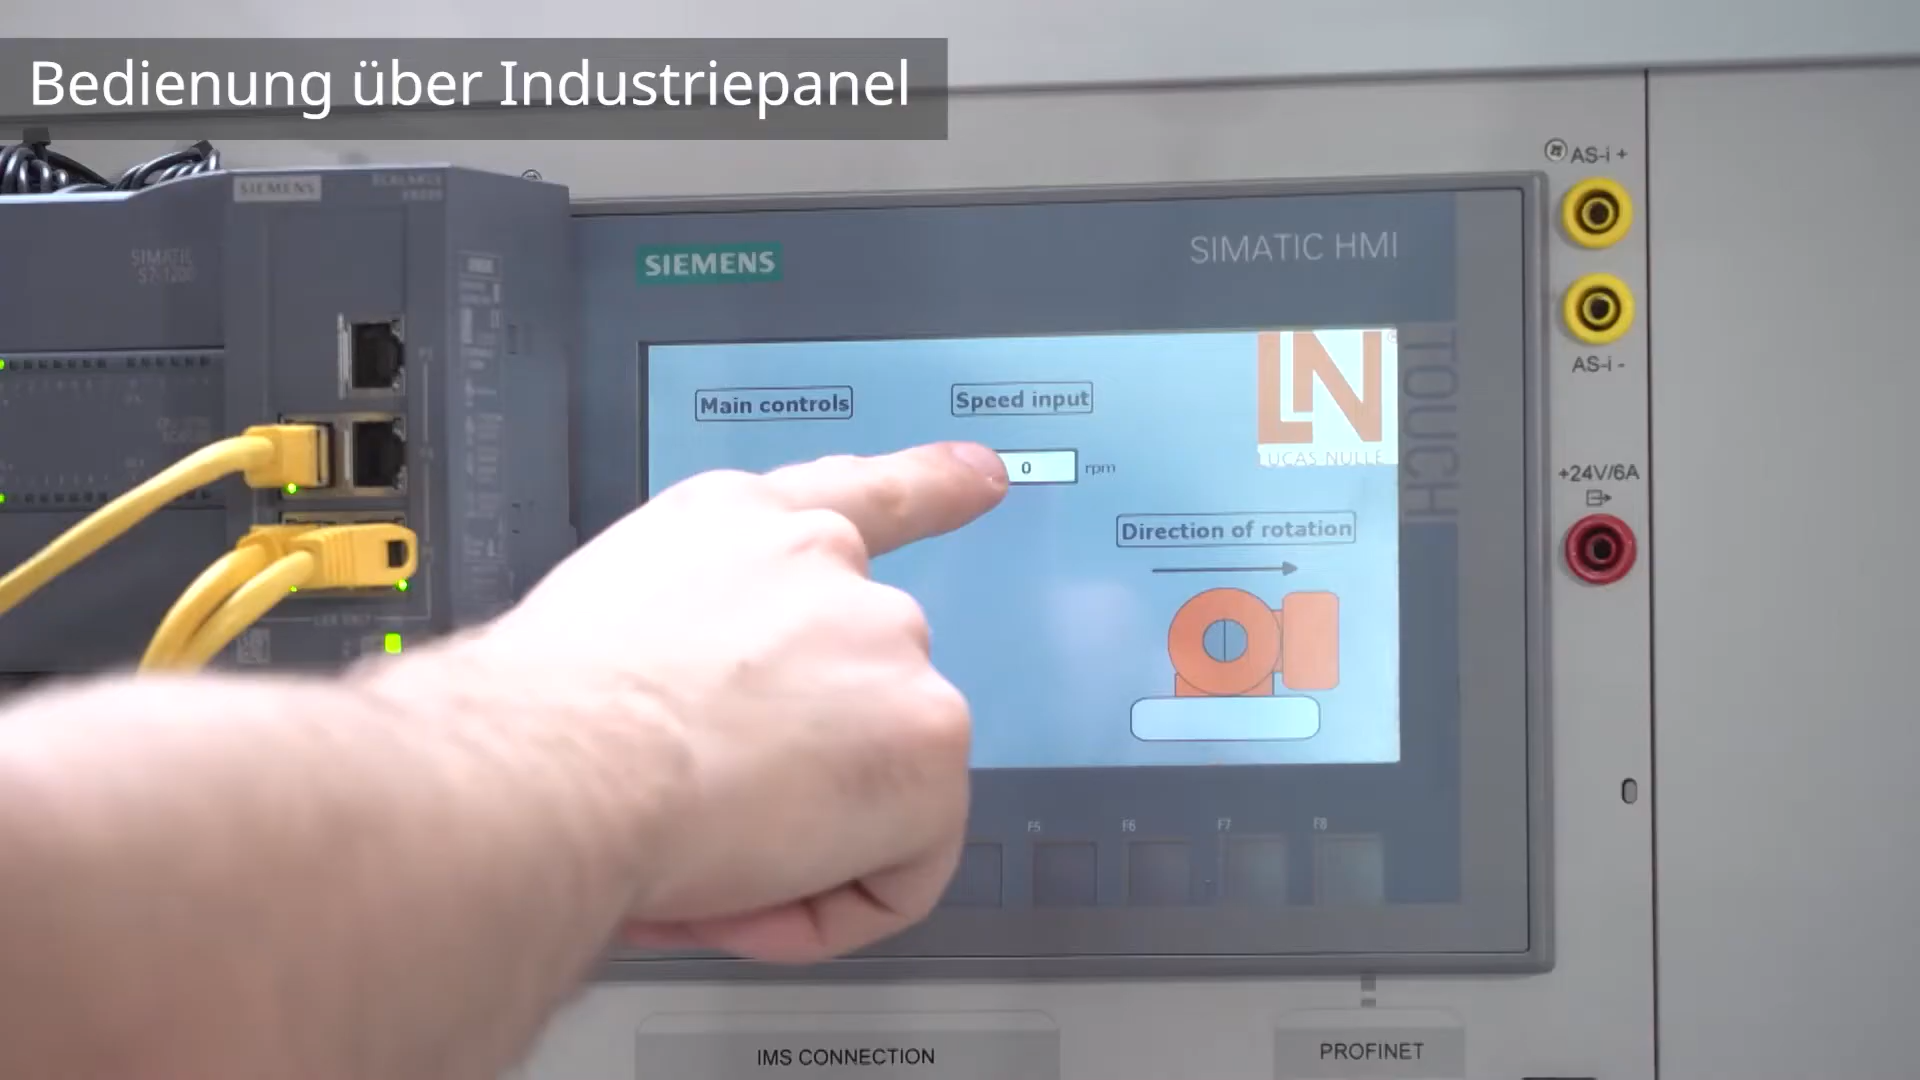 Bedienung über Industriepanel
SIEMENS
SIMATIC
S7-1200
SIEMENS
SIMATIC HMI
TOUCH
Main controls
Speed input
0
rpm
LN
LUCAS NÜLLE
Direction of rotation
F5
F6
F7
F8
AS-i +
AS-i -
+24V/6A
IMS CONNECTION
PROFINET